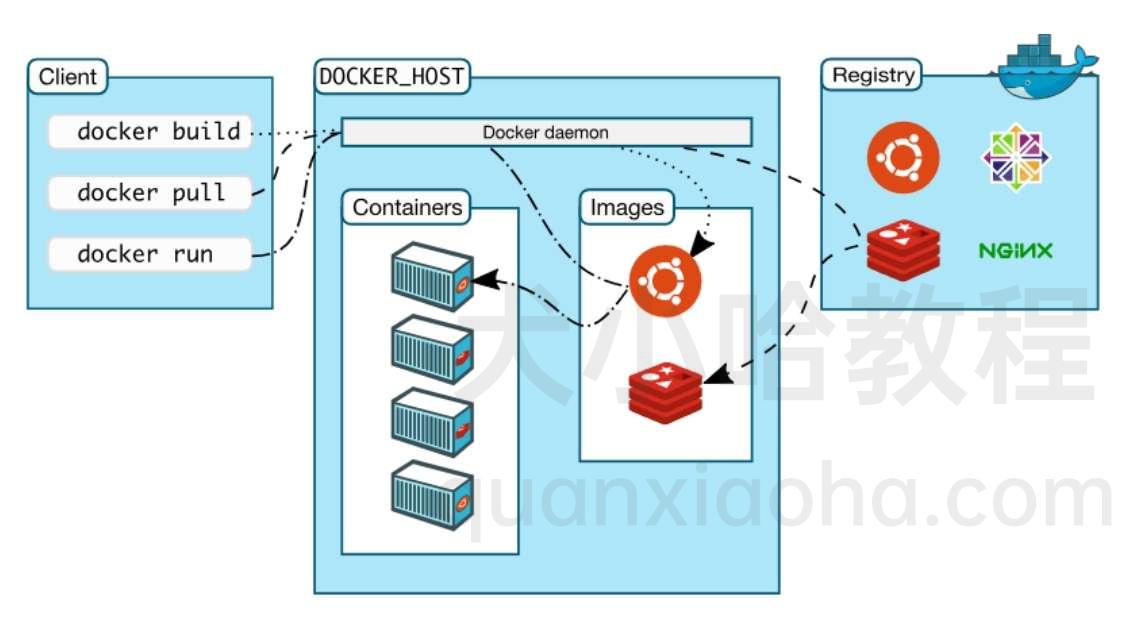 Client
docker build
docker pull
docker run
DOCKER_HOST
Docker daemon
Containers
Images
Registry
NGINX
犬小哈教程
quanxiaoha.com